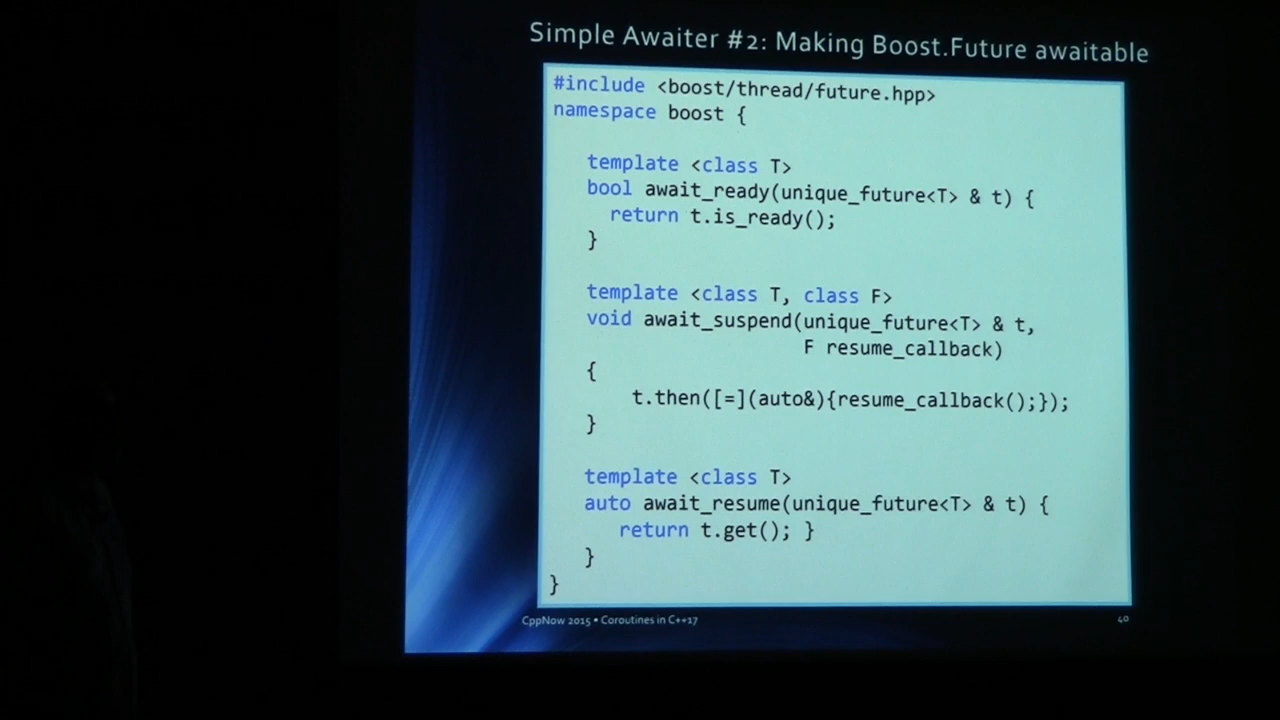 Simple Awaiter #2: Making Boost.Future awaitable
#include <boost/thread/future.hpp>
namespace boost {
template <class T>
bool await_ready(unique_future<T> & t) {
return t.is_ready();
}
template <class T, class F>
void await_suspend(unique_future<T> & t,
F resume_callback)
{
t.then([=](auto&){resume_callback();});
}
template <class T>
auto await_resume(unique_future<T> & t) {
return t.get(); }
}
}
CppNow 2015 • Coroutines in C++17
40